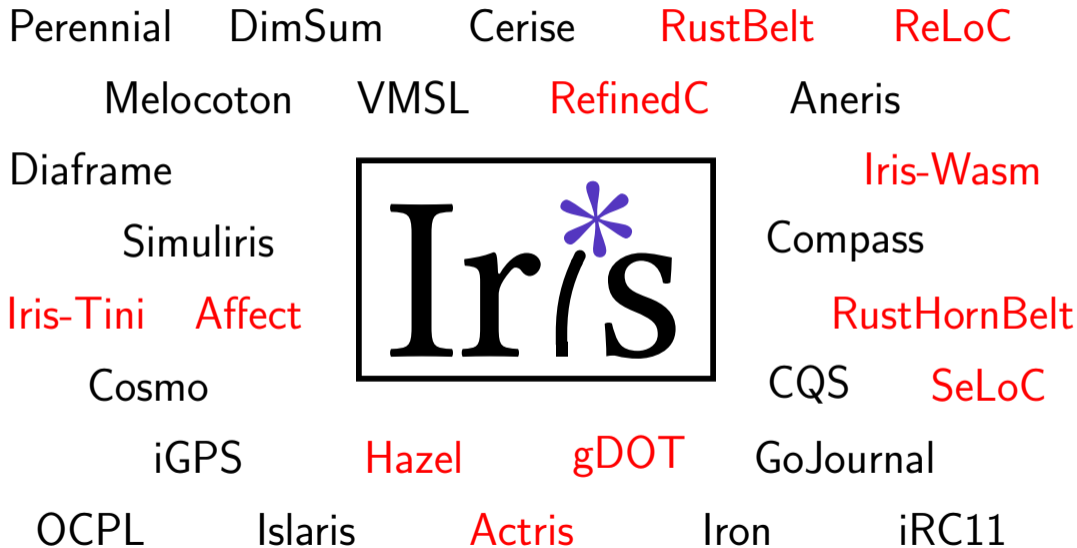 Perennial DimSum Cerise RustBelt ReLoC
Melocoton VMSL RefinedC Aneris
Diaframe Iris-Wasm
Simuliris Compass
Iris
Iris-Tini Affect RustHornBelt
Cosmo CQS SeLoC
iGPS Hazel gDOT GoJournal
OCPL Islaris Actris Iron iRC11